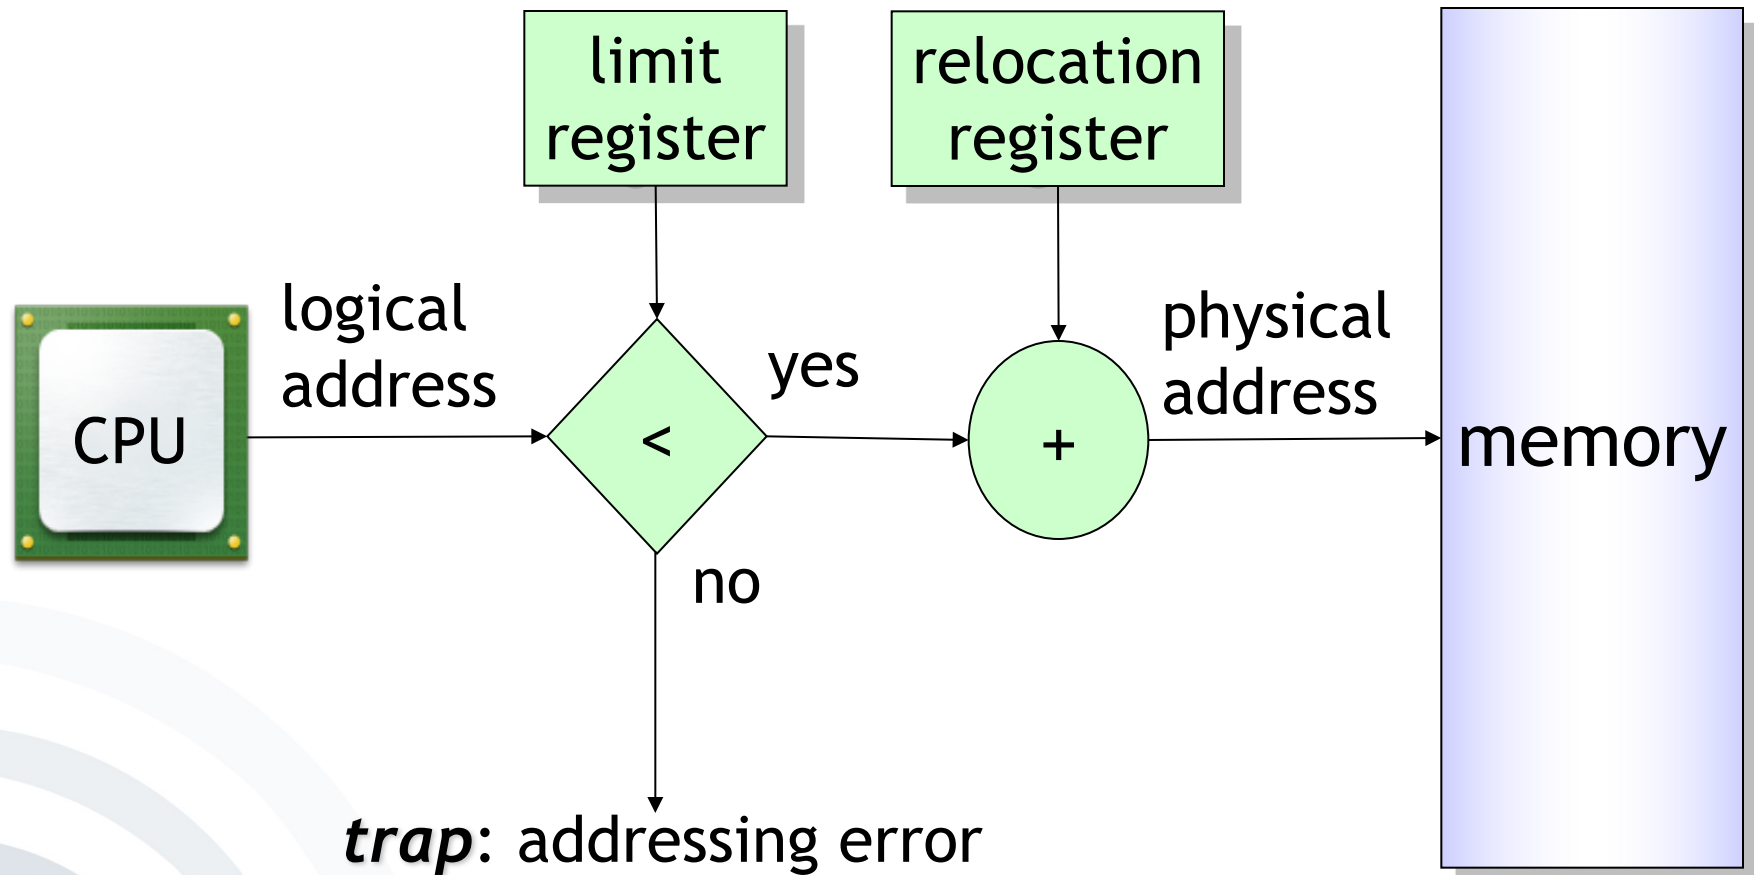 limit
register
relocation
register
logical
address
yes
physical
address
CPU
<
+
memory
no
trap: addressing error